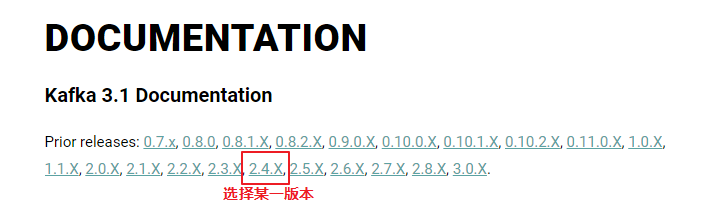 DOCUMENTATION
Kafka 3.1 Documentation
Prior releases: 0.7.x, 0.8.0, 0.8.1.X, 0.8.2.X, 0.9.0.X, 0.10.0.X, 0.10.1.X, 0.10.2.X, 0.11.0.X, 1.0.X,
1.1.X, 2.0.X, 2.1.X, 2.2.X, 2.3.X, 2.4.X, 2.5.X, 2.6.X, 2.7.X, 2.8.X, 3.0.X.
选择某一版本